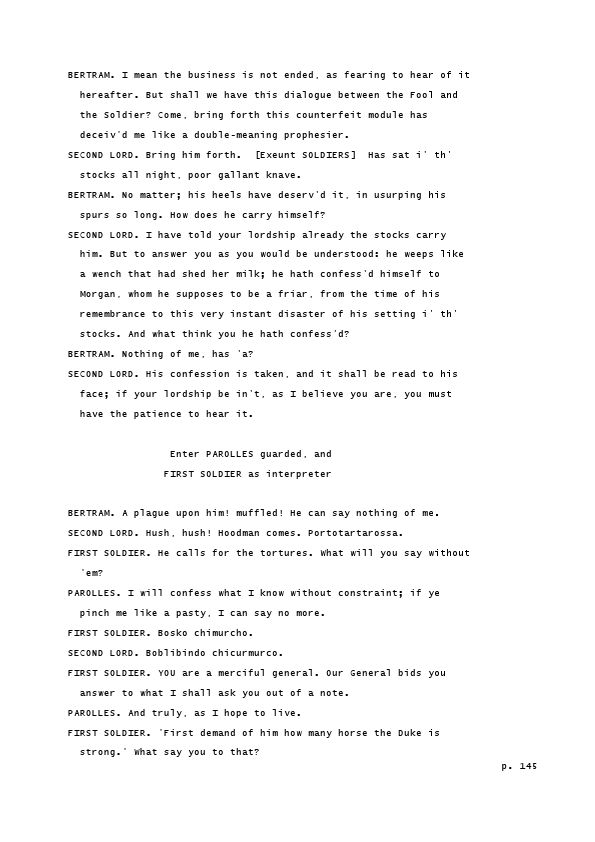 BERTRAM. I mean the business is not ended, as fearing to hear of it
hereafter. But shall we have this dialogue between the Fool and
the Soldier? Come, bring forth this counterfeit module has
deceiv'd me like a double-meaning prophesier.
SECOND LORD. Bring him forth.  [Exeunt SOLDIERS]  Has sat i' th'
stocks all night, poor gallant knave.
BERTRAM. No matter; his heels have deserv'd it, in usurping his
spurs so long. How does he carry himself?
SECOND LORD. I have told your lordship already the stocks carry
him. But to answer you as you would be understood: he weeps like
a wench that had shed her milk; he hath confess'd himself to
Morgan, whom he supposes to be a friar, from the time of his
remembrance to this very instant disaster of his setting i' th'
stocks. And what think you he hath confess'd?
BERTRAM. Nothing of me, has 'a?
SECOND LORD. His confession is taken, and it shall be read to his
face; if your lordship be in't, as I believe you are, you must
have the patience to hear it.
Enter PAROLLES guarded, and
FIRST SOLDIER as interpreter
BERTRAM. A plague upon him! muffled! He can say nothing of me.
SECOND LORD. Hush, hush! Hoodman comes. Portotartarossa.
FIRST SOLDIER. He calls for the tortures. What will you say without
'em?
PAROLLES. I will confess what I know without constraint; if ye
pinch me like a pasty, I can say no more.
FIRST SOLDIER. Bosko chimurcho.
SECOND LORD. Boblibindo chicurmurco.
FIRST SOLDIER. YOU are a merciful general. Our General bids you
answer to what I shall ask you out of a note.
PAROLLES. And truly, as I hope to live.
FIRST SOLDIER. 'First demand of him how many horse the Duke is
strong.' What say you to that?
p. 145